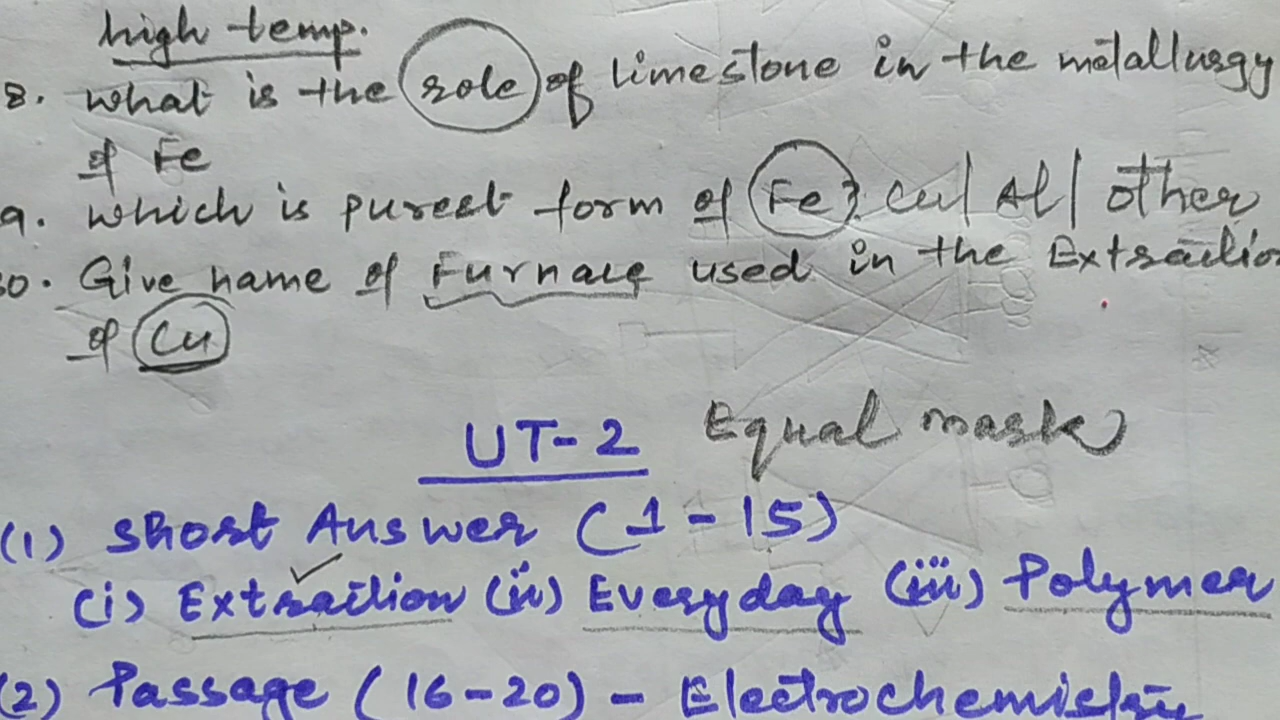 high temp.
8. what is the role of limestone in the metallurgy
of Fe
9. which is purest form of Fe? Cu| Al| other
10. Give name of Furnace used in the Extraction
of Cu
UT-2 Equal mark
(1) Short Answer (1-15)
(i) Extraction (ii) Everyday (iii) Polymer
(2) Passage (16-20) - Electrochemistry